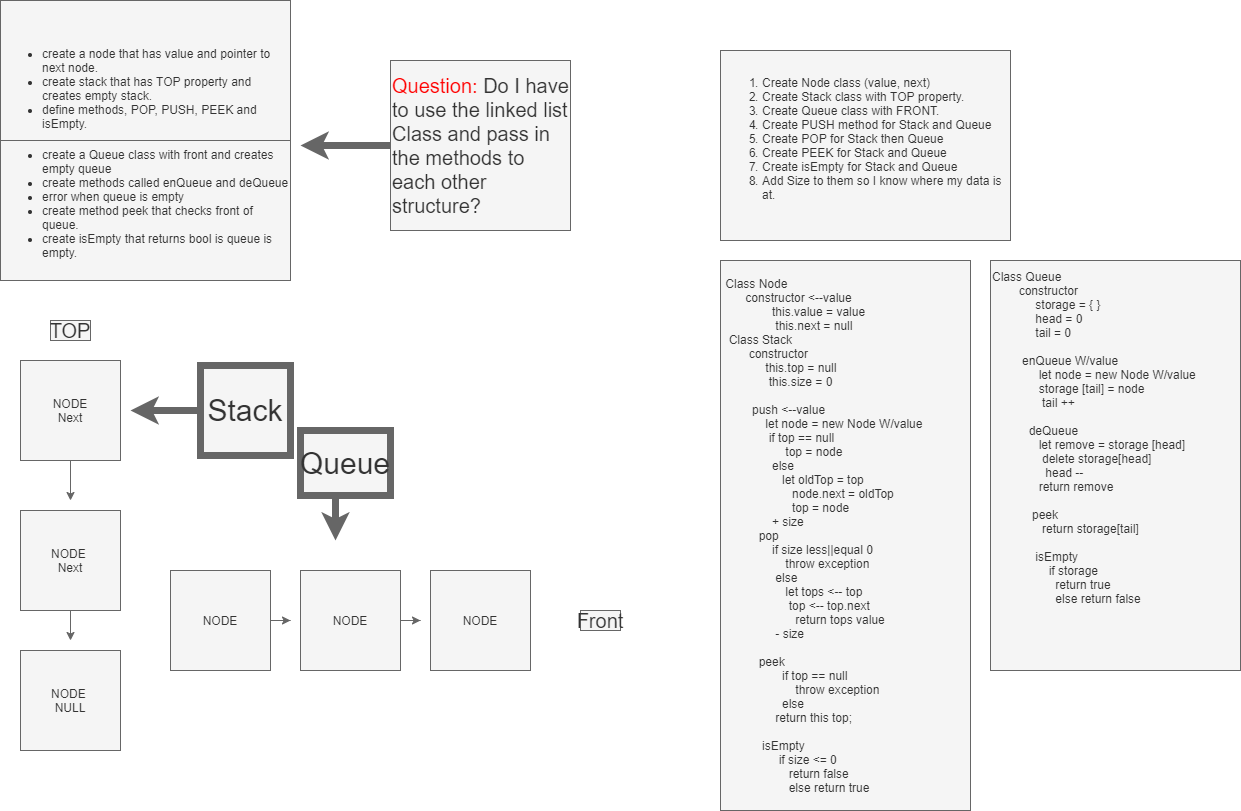 • create a node that has value and pointer to
next node.
• create stack that has TOP property and
creates empty stack.
• define methods, POP, PUSH, PEEK and
isEmpty.
• create a Queue class with front and creates
empty queue
• create methods called enQueue and deQueue
• error when queue is empty
• create method peek that checks front of
queue.
• create isEmpty that returns bool is queue is
empty.
Question: Do I have
to use the linked list
Class and pass in
the methods to
each other
structure?
1. Create Node class (value, next)
2. Create Stack class with TOP property.
3. Create Queue class with FRONT.
4. Create PUSH method for Stack and Queue
5. Create POP for Stack then Queue
6. Create PEEK for Stack and Queue
7. Create isEmpty for Stack and Queue
8. Add Size to them so I know where my data is
at.
TOP
NODE
Next
NODE
Next
NODE
NULL
Stack
Queue
NODE
NODE
NODE
Front
Class Node
constructor <--value
this.value = value
this.next = null
Class Stack
constructor
this.top = null
this.size = 0
push <--value
let node = new Node W/value
if top == null
top = node
else
let oldTop = top
node.next = oldTop
top = node
+ size
pop
if size less||equal 0
throw exception
else
let tops <-- top
top <-- top.next
return tops value
- size
peek
if top == null
throw exception
else
return this top;
isEmpty
if size <= 0
return false
else return true
Class Queue
constructor
storage = { }
head = 0
tail = 0
enQueue W/value
let node = new Node W/value
storage [tail] = node
tail ++
deQueue
let remove = storage [head]
delete storage[head]
head --
return remove
peek
return storage[tail]
isEmpty
if storage
return true
else return false